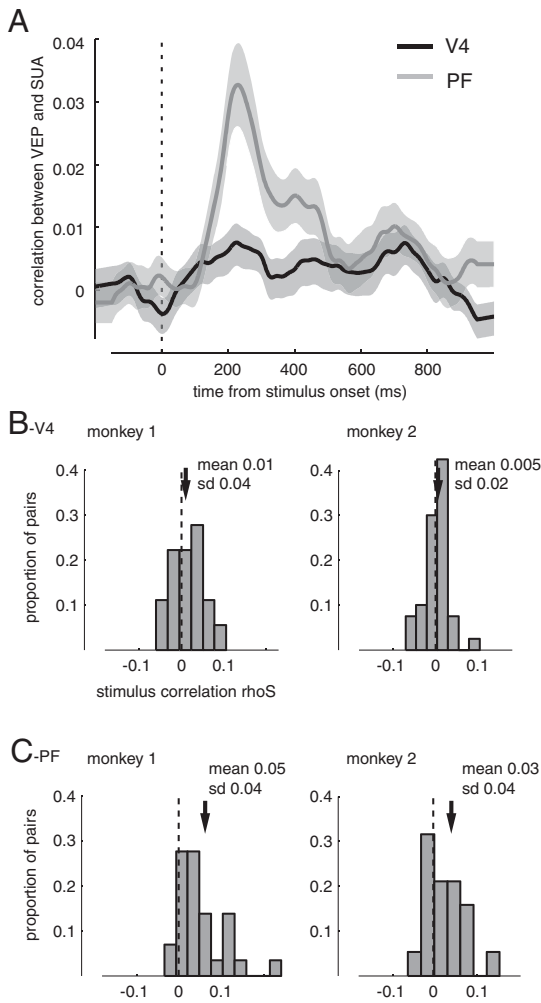 A
0.04
0.03
0.02
0.01
0
correlation between VEP and SUA
V4
PF
0 200 400 600 800
time from stimulus onset (ms)
B-V4
monkey 1
monkey 2
mean 0.01
sd 0.04
mean 0.005
sd 0.02
proportion of pairs
0.4
0.3
0.2
0.1
0.4
0.3
0.2
0.1
-0.1 0 0.1
-0.1 0 0.1
stimulus correlation rhoS
C-PF
monkey 1
monkey 2
mean 0.05
sd 0.04
mean 0.03
sd 0.04
proportion of pairs
0.4
0.3
0.2
0.1
0.4
0.3
0.2
0.1
-0.1 0 0.1
-0.1 0 0.1